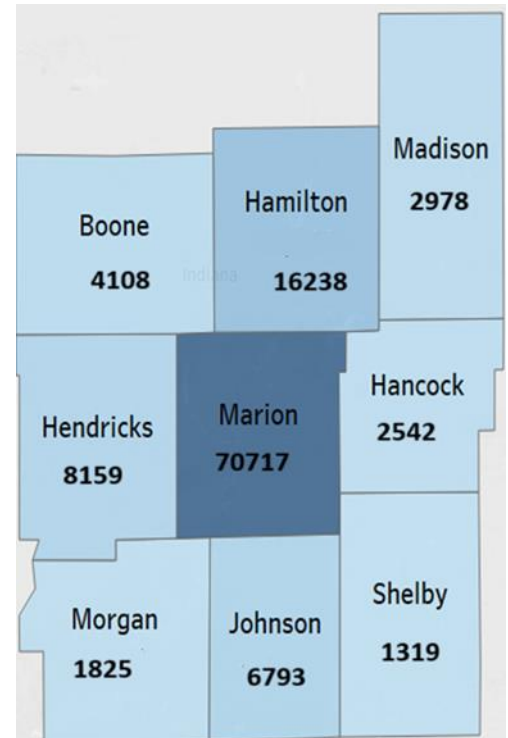 Madison
2978
Hamilton
16238
Boone
4108
Indiana
Hancock
2542
Marion
70717
Hendricks
8159
Shelby
1319
Morgan
1825
Johnson
6793